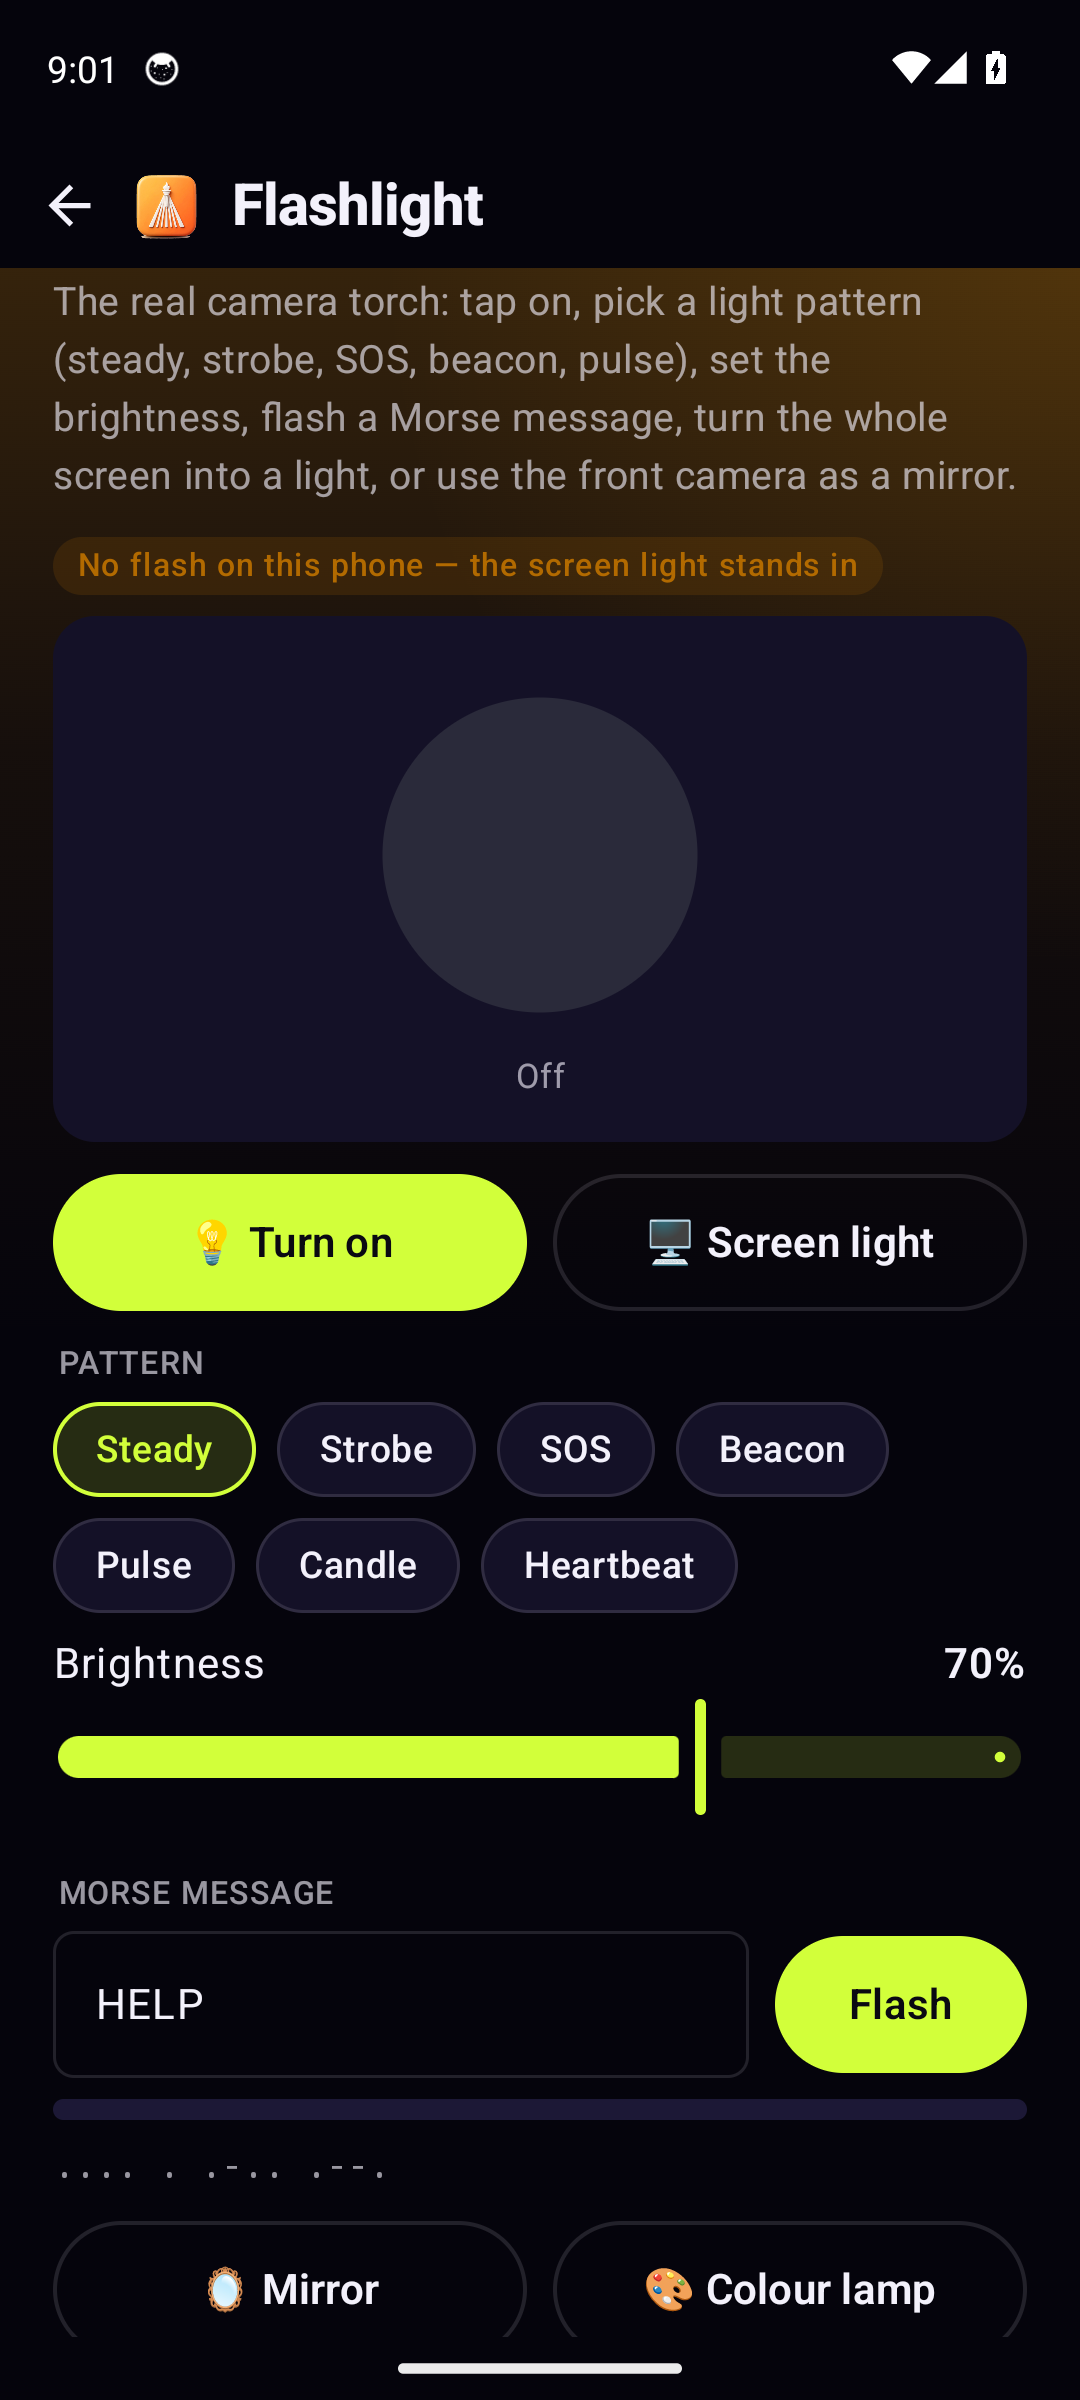 9:01
Flashlight
The real camera torch: tap on, pick a light pattern
(steady, strobe, SOS, beacon, pulse), set the
brightness, flash a Morse message, turn the whole
screen into a light, or use the front camera as a mirror.
No flash on this phone — the screen light stands in
Off
💡 Turn on
🖥️ Screen light
PATTERN
Steady Strobe SOS Beacon
Pulse Candle Heartbeat
Brightness 70%
MORSE MESSAGE
HELP Flash
.... . .-.. .--.
🪞 Mirror
🎨 Colour lamp